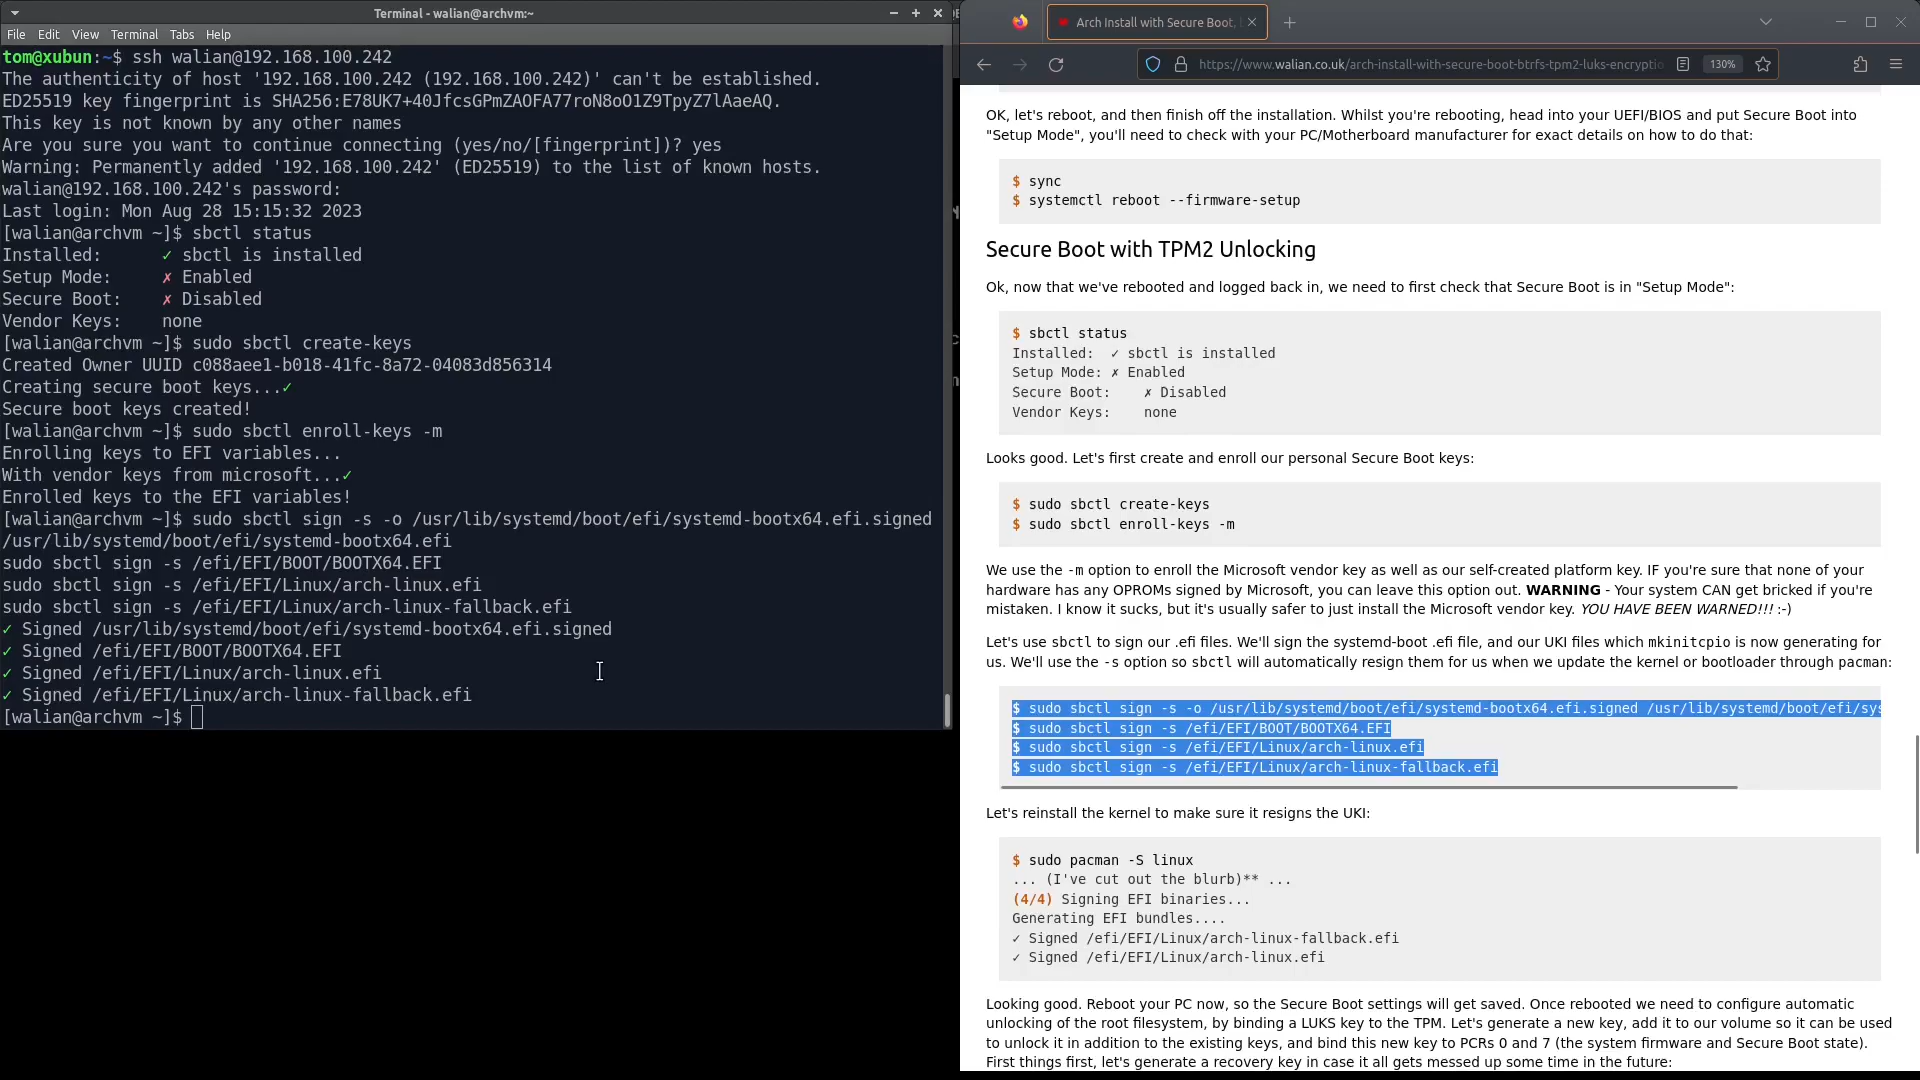 Terminal - walian@archvm:~
File Edit View Terminal Tabs Help
tom@xubun:~$ ssh walian@192.168.100.242
The authenticity of host '192.168.100.242 (192.168.100.242)' can't be established.
ED25519 key fingerprint is SHA256:E78UK7+40JfcsGPmZAOFA77roN8oO1Z9TpyZ7lAaeAQ.
This key is not known by any other names
Are you sure you want to continue connecting (yes/no/[fingerprint])? yes
Warning: Permanently added '192.168.100.242' (ED25519) to the list of known hosts.
walian@192.168.100.242's password:
Last login: Mon Aug 28 15:15:32 2023
[walian@archvm ~]$ sbctl status
Installed: ✓ sbctl is installed
Setup Mode: ✗ Enabled
Secure Boot: ✗ Disabled
Vendor Keys: none
[walian@archvm ~]$ sudo sbctl create-keys
Created Owner UUID c088aee1-b018-41fc-8a72-04083d856314
Creating secure boot keys...✓
Secure boot keys created!
[walian@archvm ~]$ sudo sbctl enroll-keys -m
Enrolling keys to EFI variables...
With vendor keys from microsoft...✓
Enrolled keys to the EFI variables!
[walian@archvm ~]$ sudo sbctl sign -s -o /usr/lib/systemd/boot/efi/systemd-bootx64.efi.signed
/usr/lib/systemd/boot/efi/systemd-bootx64.efi
sudo sbctl sign -s /efi/EFI/BOOT/BOOTX64.EFI
sudo sbctl sign -s /efi/EFI/Linux/arch-linux.efi
sudo sbctl sign -s /efi/EFI/Linux/arch-linux-fallback.efi
✓ Signed /usr/lib/systemd/boot/efi/systemd-bootx64.efi.signed
✓ Signed /efi/EFI/BOOT/BOOTX64.EFI
✓ Signed /efi/EFI/Linux/arch-linux.efi
✓ Signed /efi/EFI/Linux/arch-linux-fallback.efi
[walian@archvm ~]$
Arch Install with Secure Boot,
https://www.walian.co.uk/arch-install-with-secure-boot-btrfs-tpm2-luks-encryptio
130%
OK, let's reboot, and then finish off the installation. Whilst you're rebooting, head into your UEFI/BIOS and put Secure Boot into
"Setup Mode", you'll need to check with your PC/Motherboard manufacturer for exact details on how to do that:
$ sync
$ systemctl reboot --firmware-setup
Secure Boot with TPM2 Unlocking
Ok, now that we've rebooted and logged back in, we need to first check that Secure Boot is in "Setup Mode":
$ sbctl status
Installed: ✓ sbctl is installed
Setup Mode: ✗ Enabled
Secure Boot: ✗ Disabled
Vendor Keys: none
Looks good. Let's first create and enroll our personal Secure Boot keys:
$ sudo sbctl create-keys
$ sudo sbctl enroll-keys -m
We use the -m option to enroll the Microsoft vendor key as well as our self-created platform key. IF you're sure that none of your
hardware has any OPROMs signed by Microsoft, you can leave this option out. WARNING - Your system CAN get bricked if you're
mistaken. I know it sucks, but it's usually safer to just install the Microsoft vendor key. YOU HAVE BEEN WARNED!!! :-)
Let's use sbctl to sign our .efi files. We'll sign the systemd-boot .efi file, and our UKI files which mkinitcpio is now generating for
us. We'll use the -s option so sbctl will automatically resign them for us when we update the kernel or bootloader through pacman:
$ sudo sbctl sign -s -o /usr/lib/systemd/boot/efi/systemd-bootx64.efi.signed /usr/lib/systemd/boot/efi/sys
$ sudo sbctl sign -s /efi/EFI/BOOT/BOOTX64.EFI
$ sudo sbctl sign -s /efi/EFI/Linux/arch-linux.efi
$ sudo sbctl sign -s /efi/EFI/Linux/arch-linux-fallback.efi
Let's reinstall the kernel to make sure it resigns the UKI:
$ sudo pacman -S linux
... (I've cut out the blurb)** ...
(4/4) Signing EFI binaries...
Generating EFI bundles....
✓ Signed /efi/EFI/Linux/arch-linux-fallback.efi
✓ Signed /efi/EFI/Linux/arch-linux.efi
Looking good. Reboot your PC now, so the Secure Boot settings will get saved. Once rebooted we need to configure automatic
unlocking of the root filesystem, by binding a LUKS key to the TPM. Let's generate a new key, add it to our volume so it can be used
to unlock it in addition to the existing keys, and bind this new key to PCRs 0 and 7 (the system firmware and Secure Boot state).
First things first, let's generate a recovery key in case it all gets messed up some time in the future: